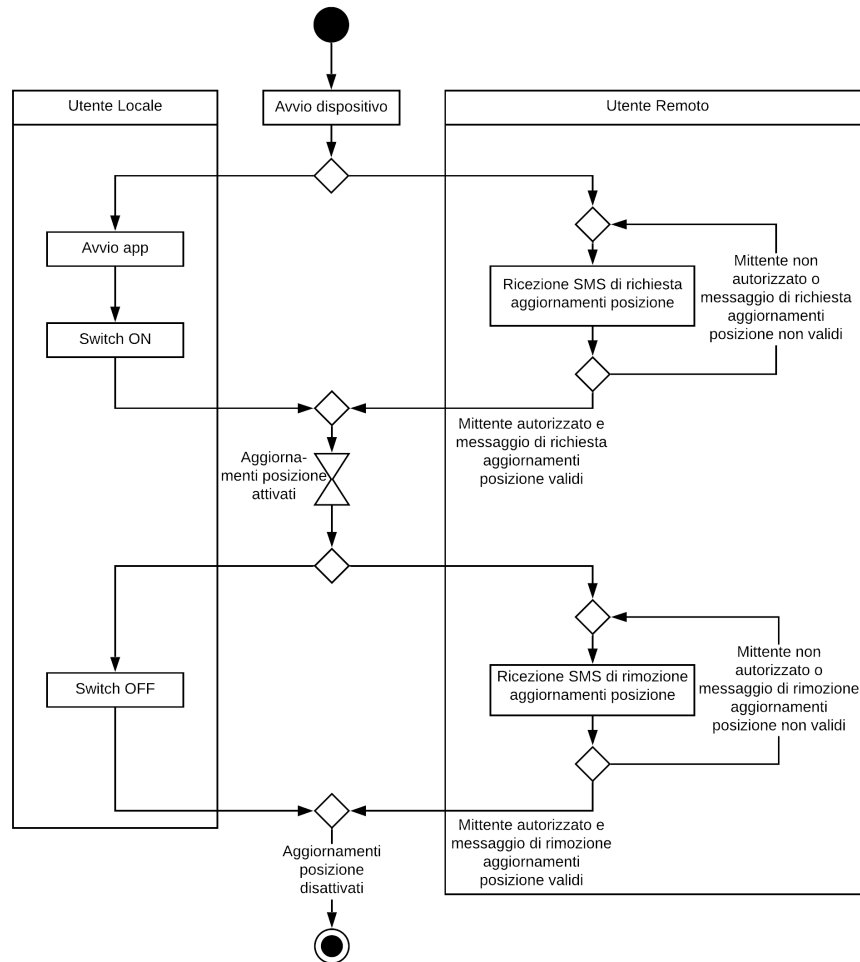 Utente Locale
Avvio dispositivo
Utente Remoto
Avvio app
Switch ON
Ricezione SMS di richiesta
aggiornamenti posizione
Mittente non
autorizzato o
messaggio di richiesta
aggiornamenti
posizione non validi
Mittente autorizzato e
messaggio di richiesta
aggiornamenti
posizione validi
Aggiorna-
menti posizione
attivati
Switch OFF
Ricezione SMS di rimozione
aggiornamenti posizione
Mittente non
autorizzato o
messaggio di rimozione
aggiornamenti
posizione non validi
Mittente autorizzato e
messaggio di rimozione
aggiornamenti
posizione validi
Aggiornamenti
posizione
disattivati